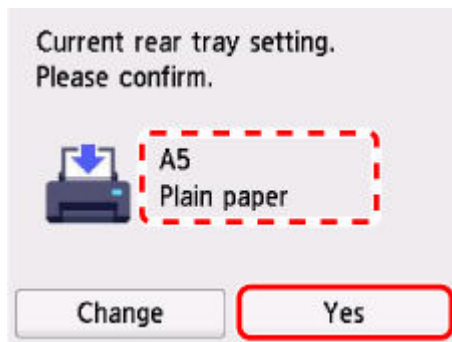 Current rear tray setting.
Please confirm.
A5
Plain paper
Change
Yes